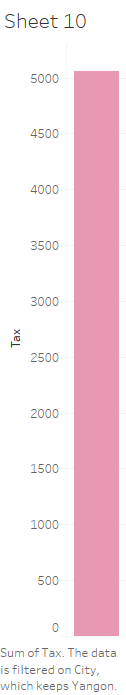 Sheet 10
5000
4500
4000
3500
3000
Tax
2500
2000
1500
1000
500
0
Sum of Tax. The data
is filtered on City,
which keeps Yangon.